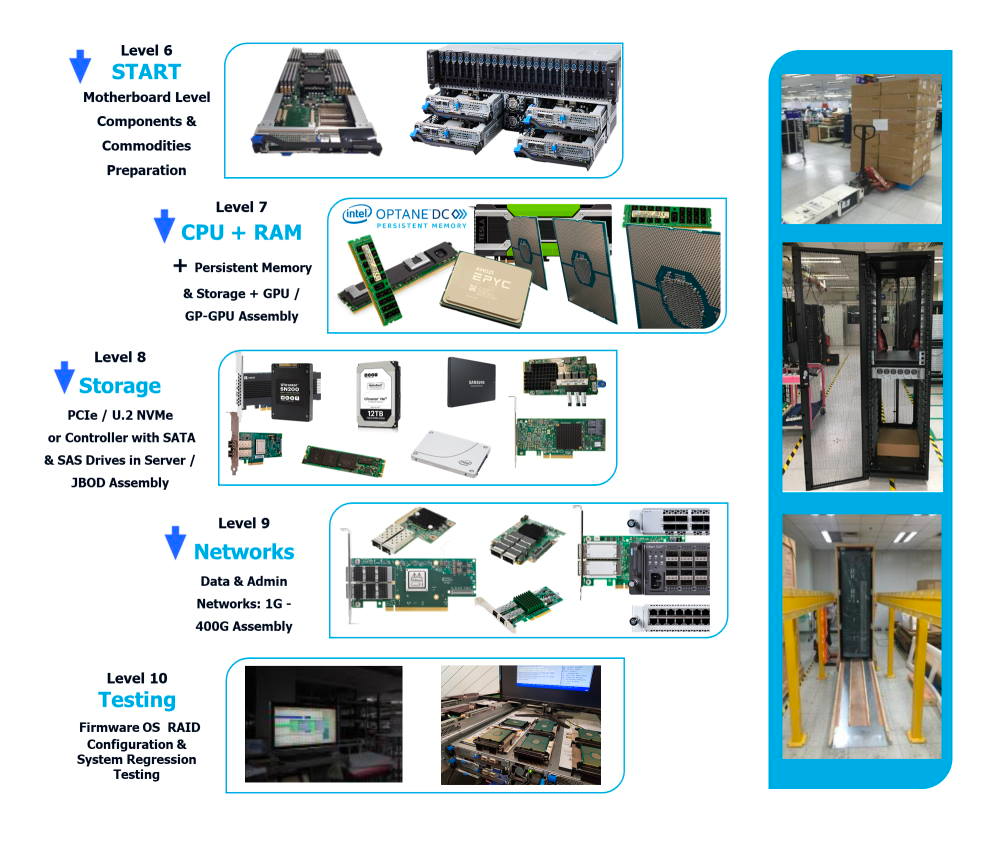 Level 6
START
Motherboard Level
Components &
Commodities
Preparation
Level 7
CPU + RAM
+ Persistent Memory
& Storage + GPU /
GP-GPU Assembly
intel OPTANE DC
PERSISTENT MEMORY
TESLA
AMD
EPYC
Level 8
Storage
PCIe / U.2 NVMe
or Controller with SATA
& SAS Drives in Server /
JBOD Assembly
Ultrastar
SN200
12TB
SAMSUNG
intel
Level 9
Networks
Data & Admin
Networks: 1G -
400G Assembly
Level 10
Testing
Firmware OS RAID
Configuration &
System Regression
Testing